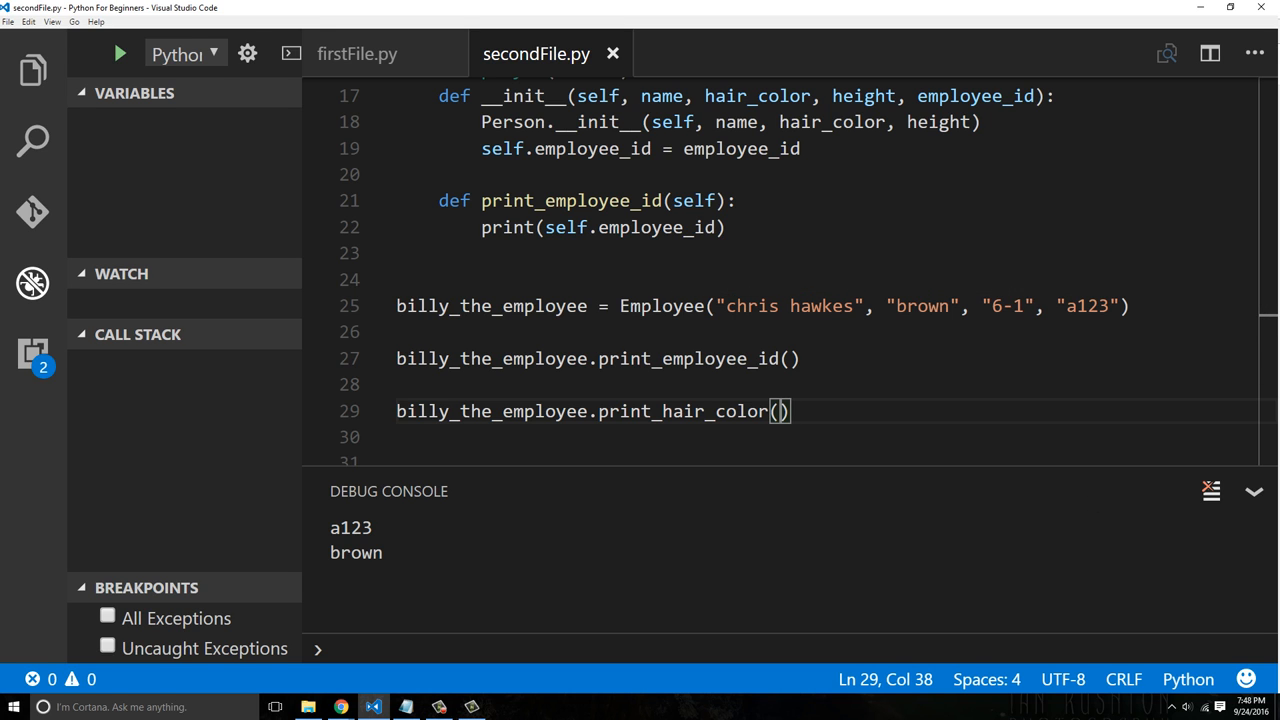 secondFile.py - Python For Beginners - Visual Studio Code
File Edit View Go Help
Pythor
firstFile.py
secondFile.py
VARIABLES
WATCH
CALL STACK
2
BREAKPOINTS
All Exceptions
Uncaught Exceptions
17 def __init__(self, name, hair_color, height, employee_id):
18 Person.__init__(self, name, hair_color, height)
19 self.employee_id = employee_id
20
21 def print_employee_id(self):
22 print(self.employee_id)
23
24
25 billy_the_employee = Employee("chris hawkes", "brown", "6-1", "a123")
26
27 billy_the_employee.print_employee_id()
28
29 billy_the_employee.print_hair_color()
30
31
DEBUG CONSOLE
a123
brown
0 0
Ln 29, Col 38 Spaces: 4 UTF-8 CRLF Python
I'm Cortana. Ask me anything.
7:48 PM
9/24/2016